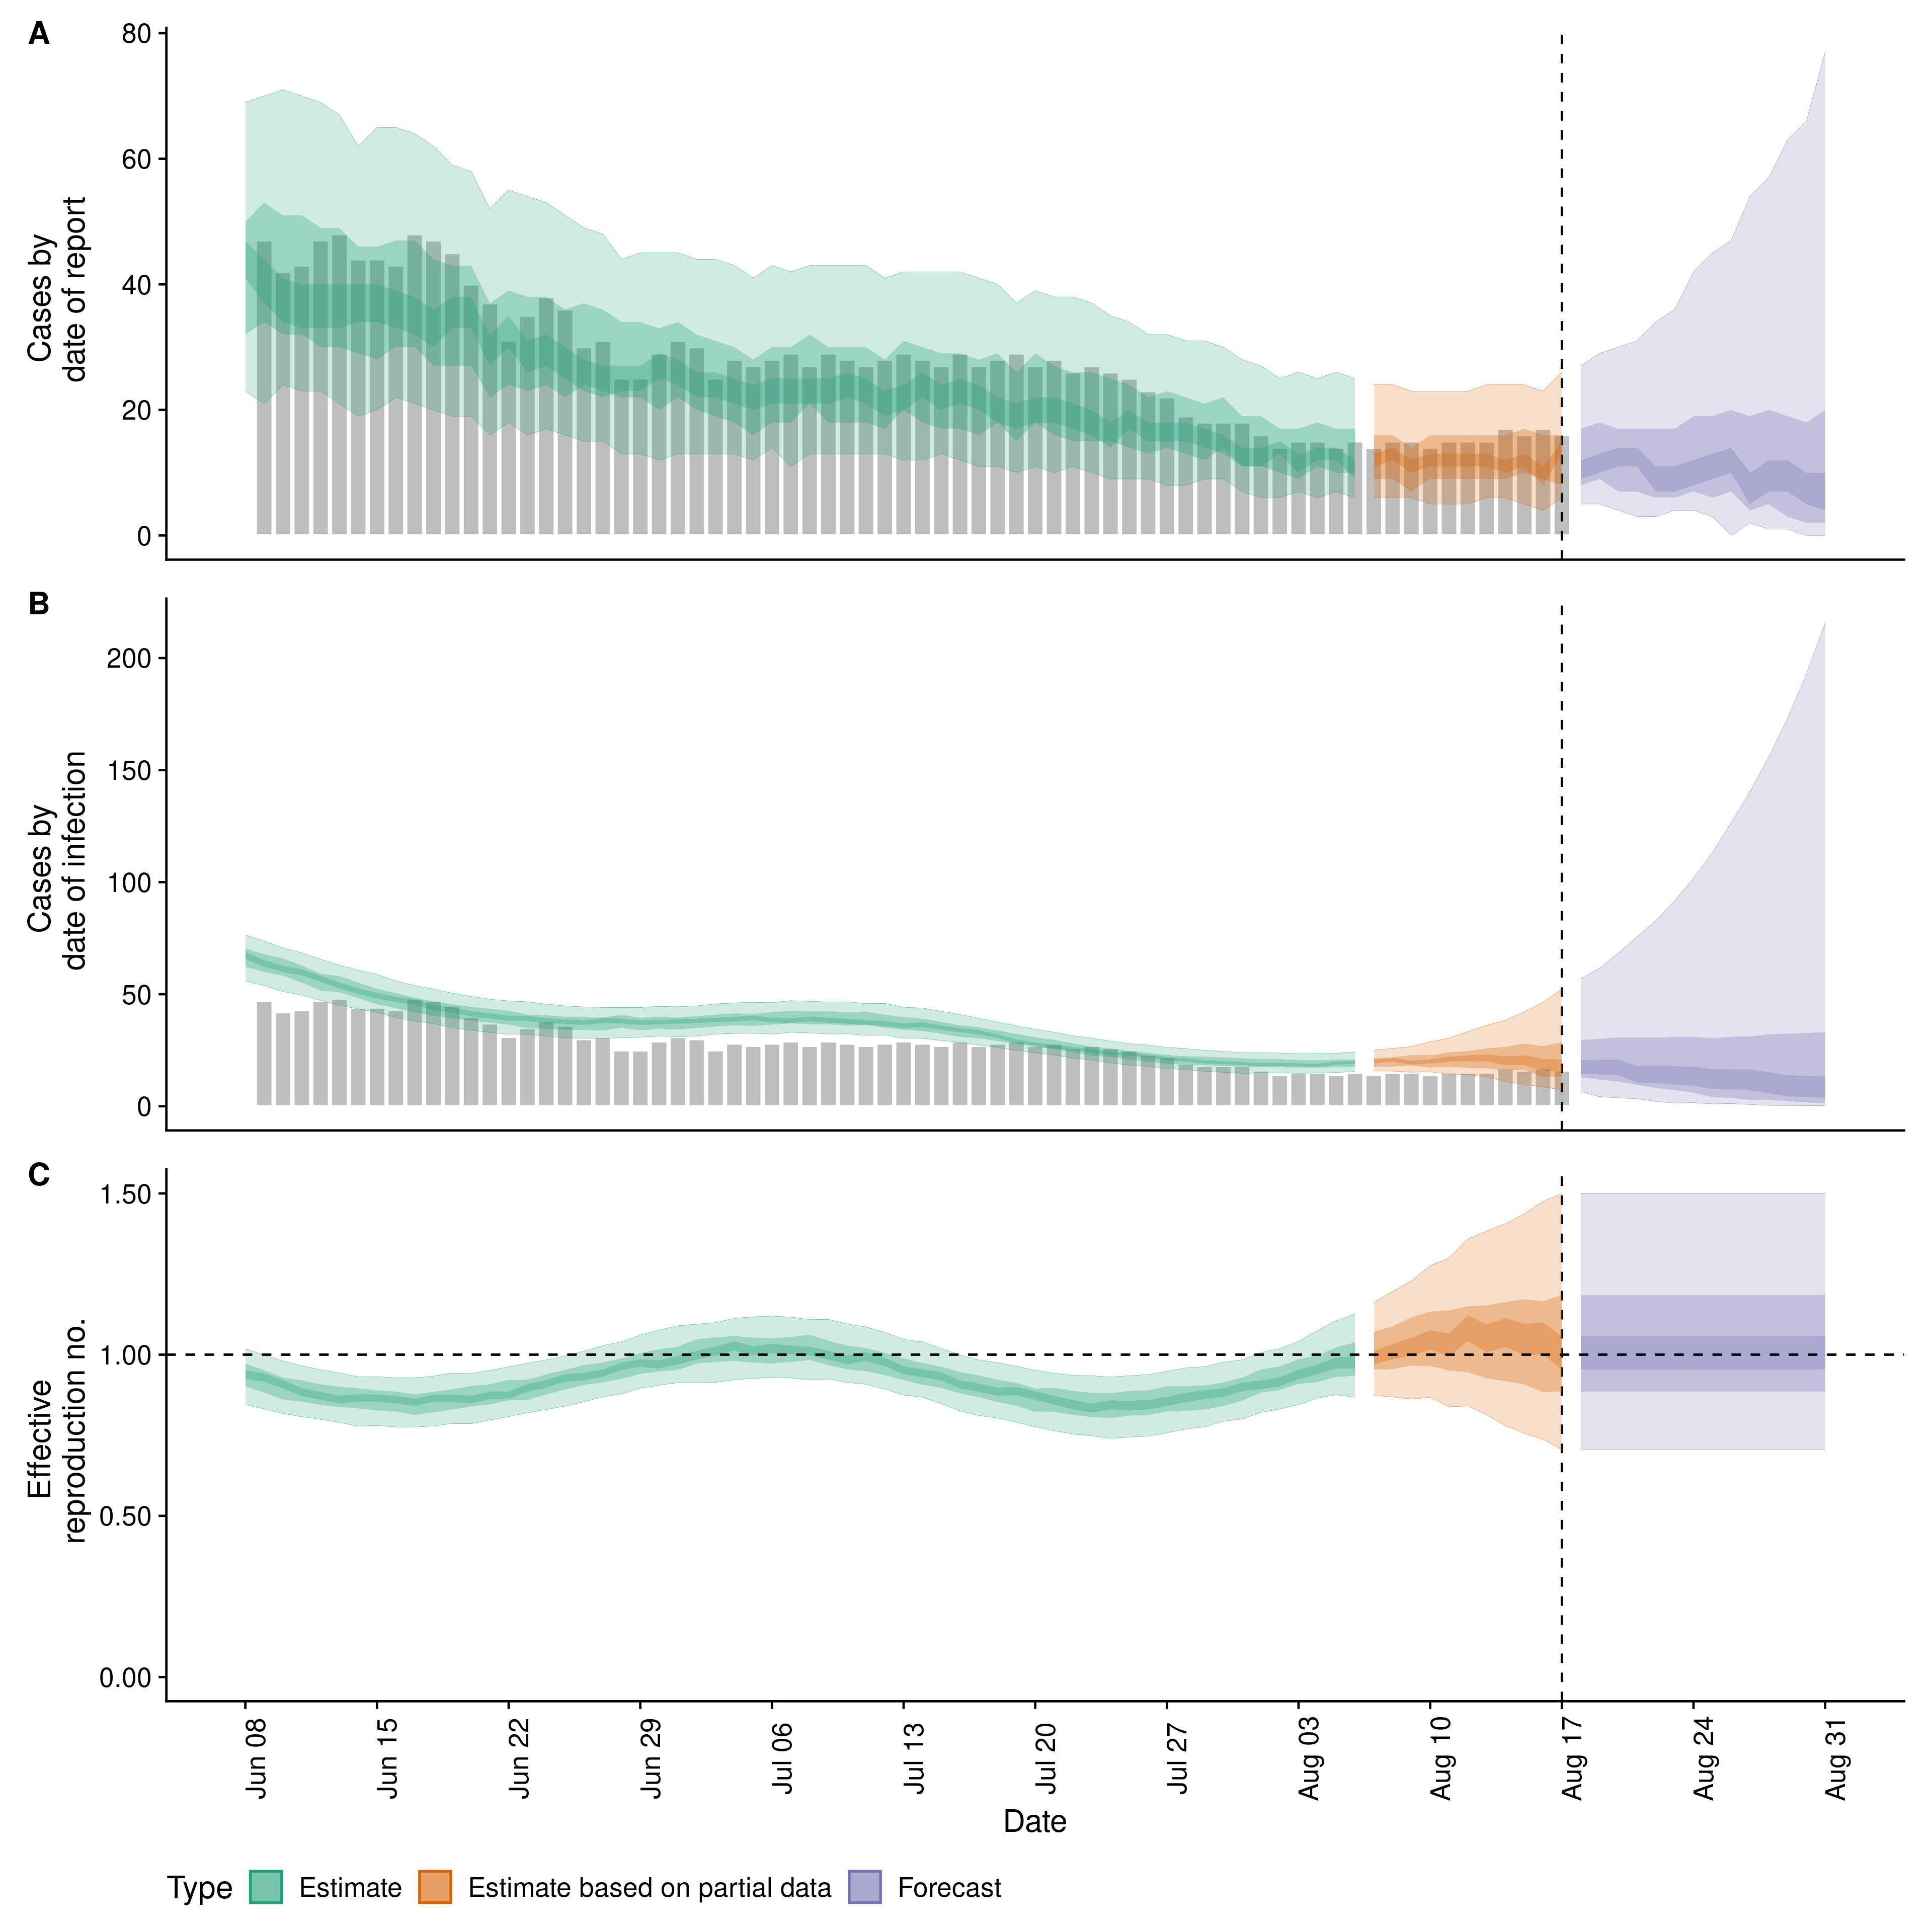 A
80
60
40
20
0
Cases by
date of report
B
200
150
100
50
0
Cases by
date of infection
C
1.50
1.00
0.50
0.00
Effective
reproduction no.
Jun 08
Jun 15
Jun 22
Jun 29
Jul 06
Jul 13
Jul 20
Jul 27
Aug 03
Aug 10
Aug 17
Aug 24
Aug 31
Date
Type Estimate Estimate based on partial data Forecast